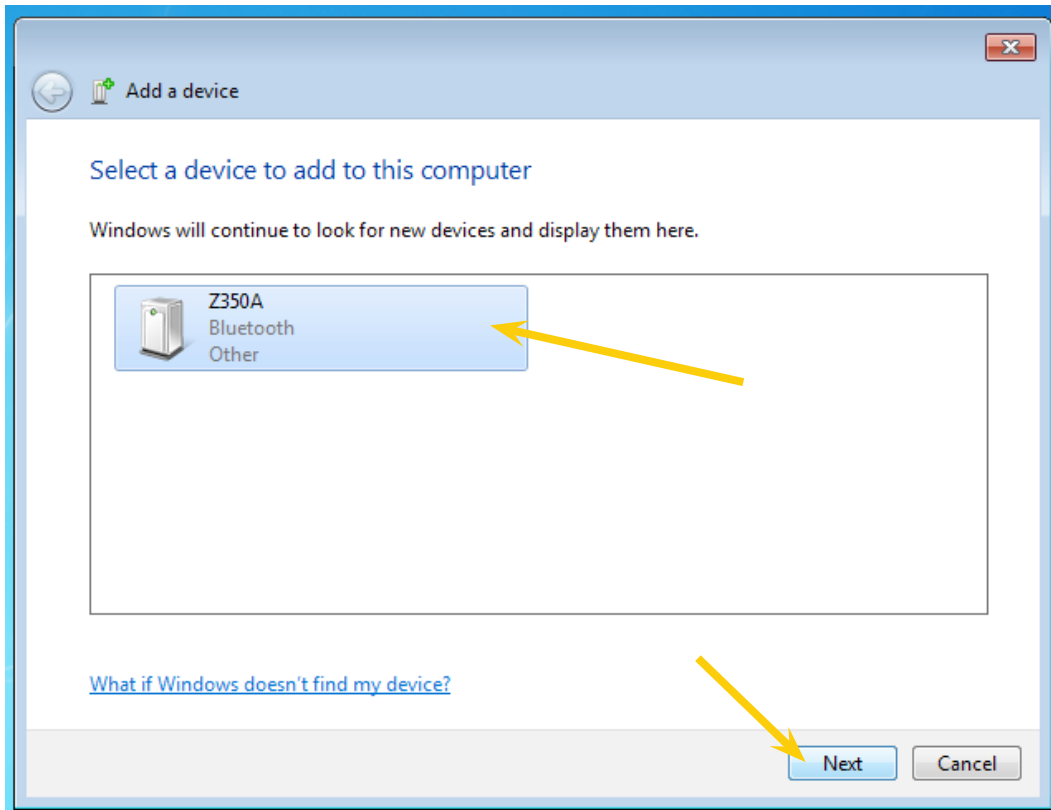 Add a device
Select a device to add to this computer
Windows will continue to look for new devices and display them here.
Z350A
Bluetooth
Other
What if Windows doesn't find my device?
Next
Cancel